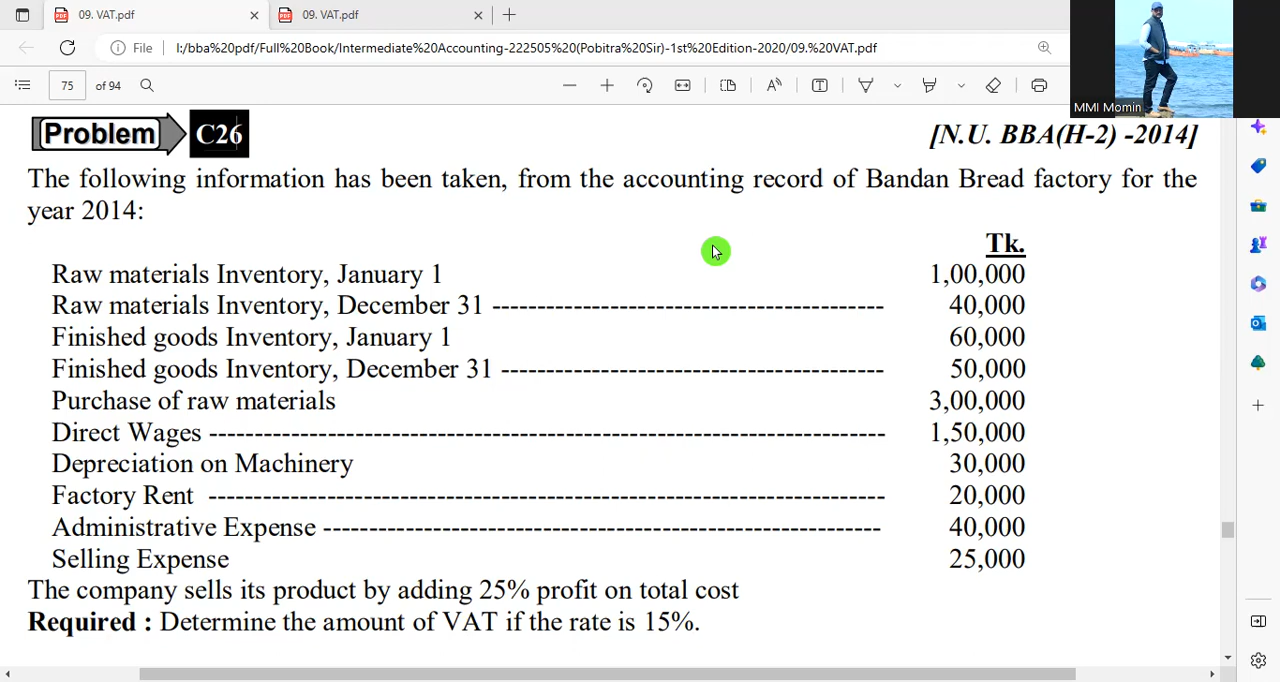 09. VAT.pdf
09. VAT.pdf
File
I:/bba%20pdf/Full%20Book/Intermediate%20Accounting-222505%20(Pobitra%20Sir)-1st%20Edition-2020/09.%20VAT.pdf
75 of 94
MMI Momin
Problem C26 [N.U. BBA(H-2) -2014]
The following information has been taken, from the accounting record of Bandan Bread factory for the
year 2014:
Tk.
Raw materials Inventory, January 1 1,00,000
Raw materials Inventory, December 31 ------------------------------------------- 40,000
Finished goods Inventory, January 1 60,000
Finished goods Inventory, December 31 ------------------------------------------ 50,000
Purchase of raw materials 3,00,000
Direct Wages -------------------------------------------------------------------------- 1,50,000
Depreciation on Machinery 30,000
Factory Rent -------------------------------------------------------------------------- 20,000
Administrative Expense ------------------------------------------------------------- 40,000
Selling Expense 25,000
The company sells its product by adding 25% profit on total cost
Required : Determine the amount of VAT if the rate is 15%.